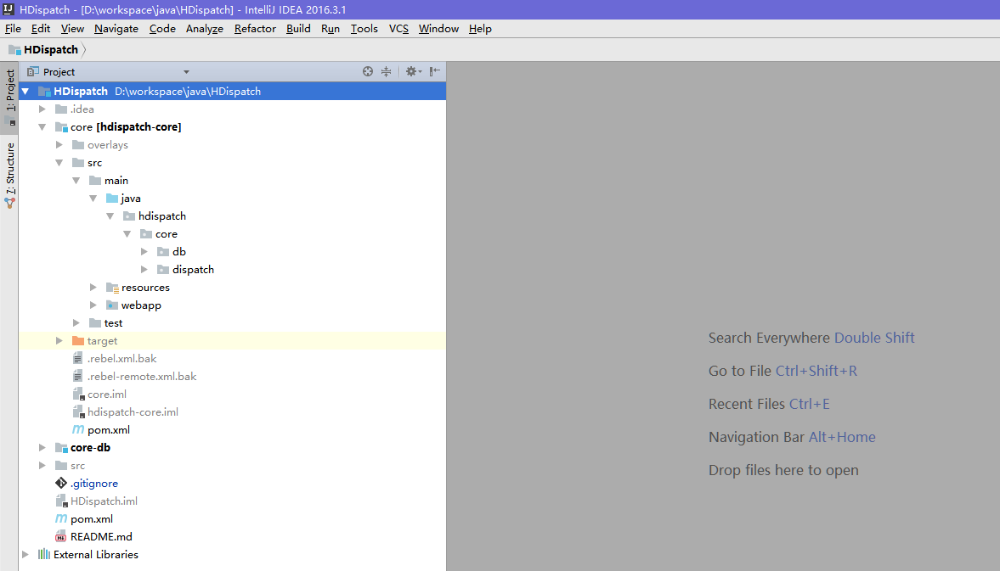 HDispatch - [D:\workspace\java\HDispatch] - IntelliJ IDEA 2016.3.1
File Edit View Navigate Code Analyze Refactor Build Run Tools VCS Window Help
HDispatch
Project
1: Project
7: Structure
HDispatch D:\workspace\java\HDispatch
.idea
core [hdispatch-core]
overlays
src
main
java
hdispatch
core
db
dispatch
resources
webapp
test
target
.rebel.xml.bak
.rebel-remote.xml.bak
core.iml
hdispatch-core.iml
pom.xml
core-db
src
.gitignore
HDispatch.iml
pom.xml
README.md
External Libraries
Search Everywhere Double Shift
Go to File Ctrl+Shift+R
Recent Files Ctrl+E
Navigation Bar Alt+Home
Drop files here to open